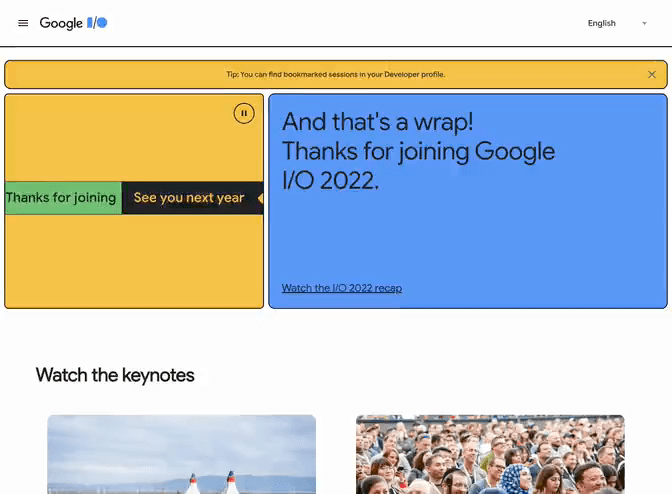 Google I/O
English
Tip: You can find bookmarked sessions in your Developer profile.
Thanks for joining
See you next year
And that's a wrap!
Thanks for joining Google
I/O 2022.
Watch the I/O 2022 recap
Watch the keynotes